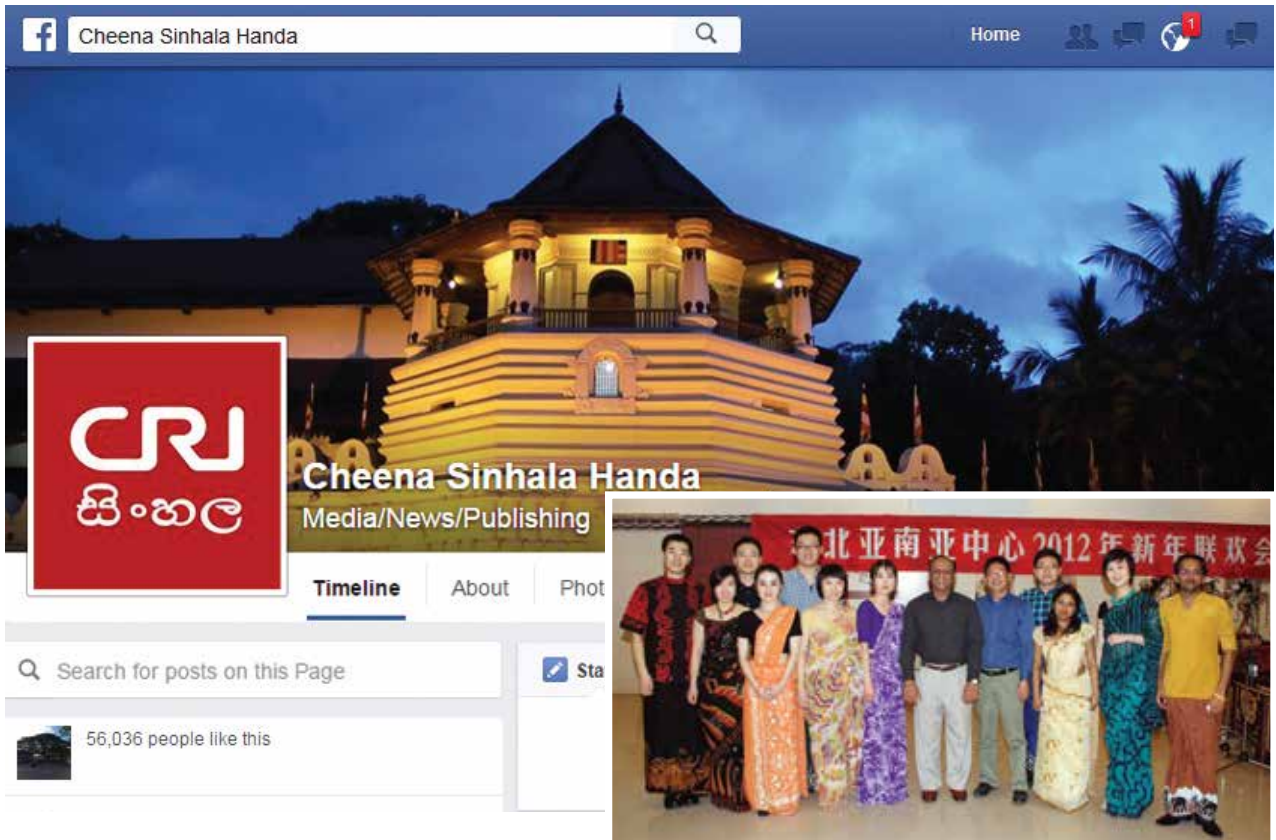 f Cheena Sinhala Handa
Home
1
CRI
සිංහල
Cheena Sinhala Handa
Media/News/Publishing
北亚南亚中心2012年新年联欢会
Timeline About Phot
Search for posts on this Page
Sta
56,036 people like this